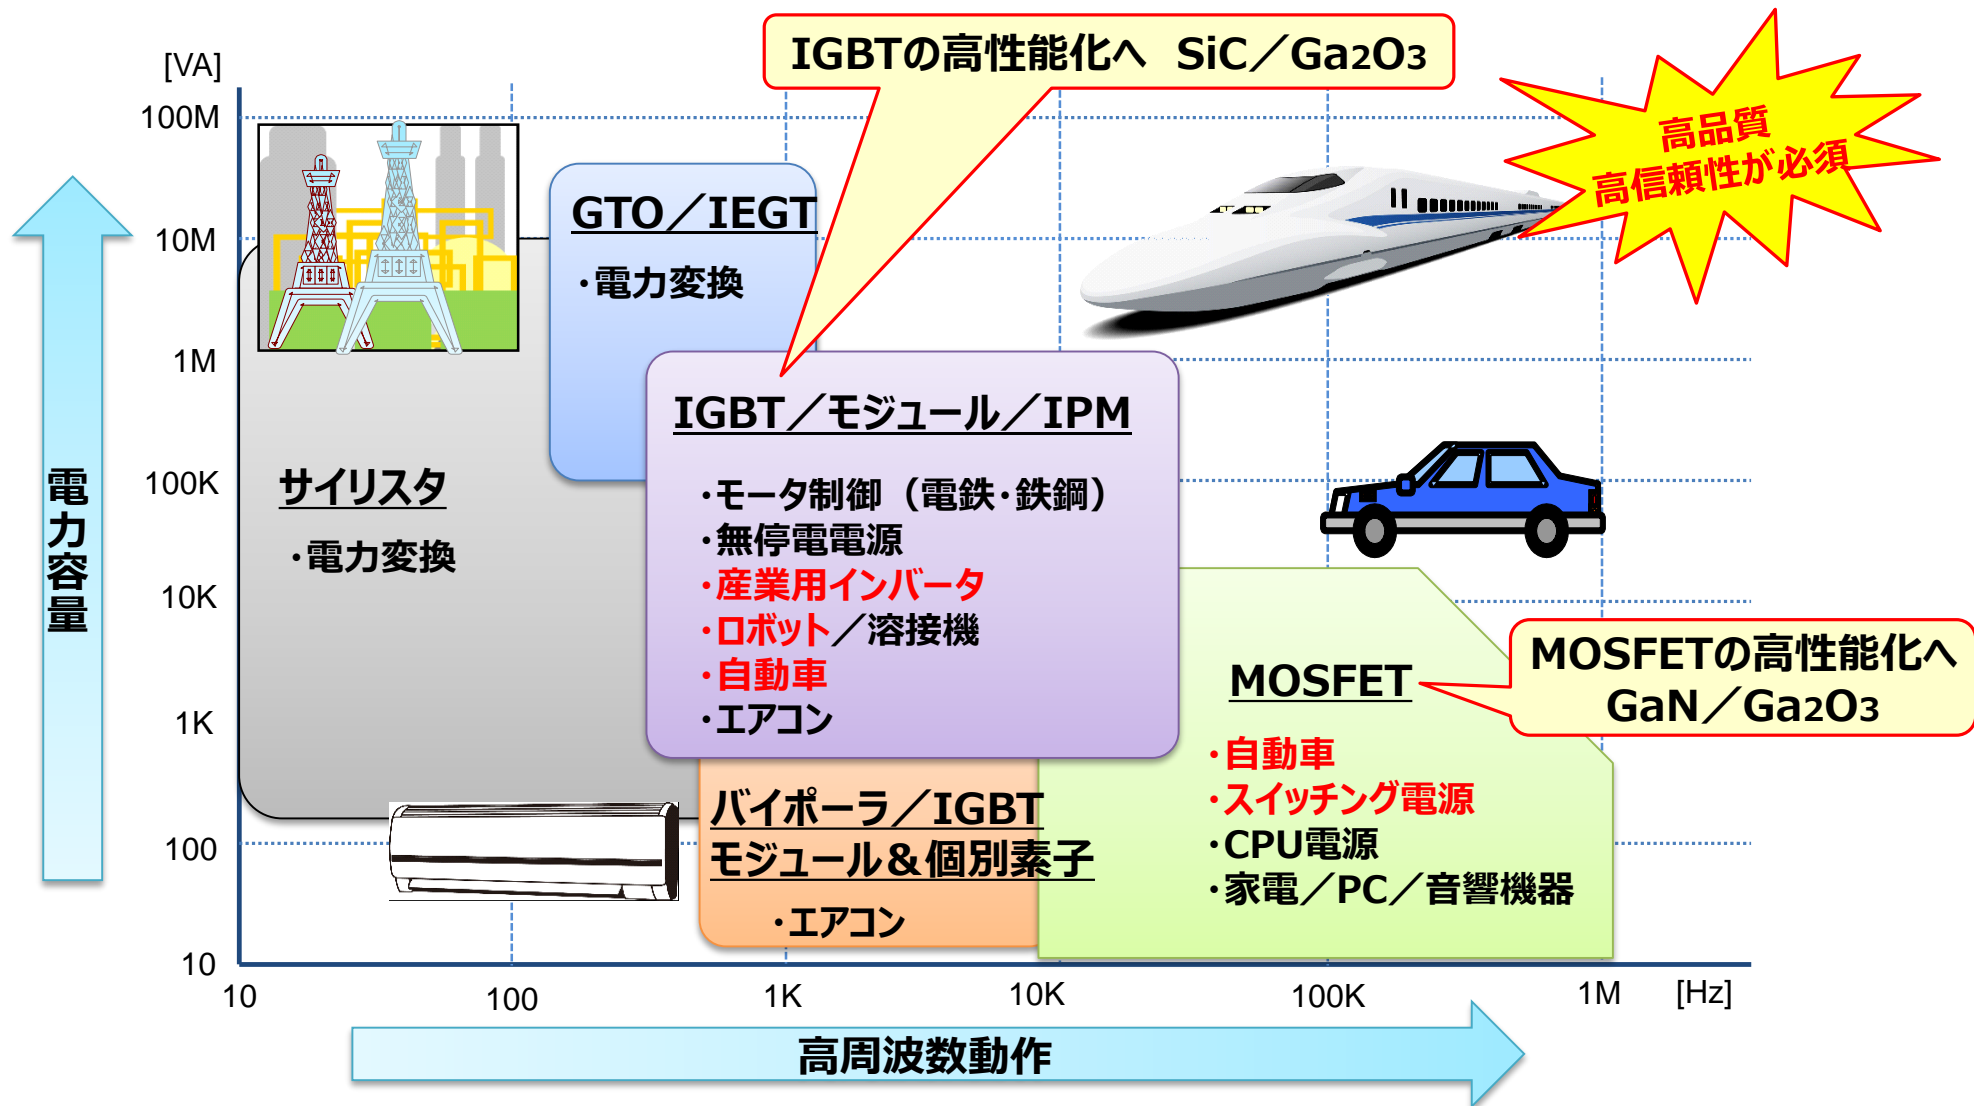 IGBTの高性能化へ SiC／Ga2O3
高品質
高信頼性が必須
[VA]
100M
10M
1M
100K
10K
1K
100
10
電力容量
GTO／IEGT
・電力変換
サイリスタ
・電力変換
IGBT／モジュール／IPM
・モータ制御（電鉄・鉄鋼）
・無停電電源
・産業用インバータ
・ロボット／溶接機
・自動車
・エアコン
バイポーラ／IGBT
モジュール＆個別素子
・エアコン
MOSFETの高性能化へ
GaN／Ga2O3
MOSFET
・自動車
・スイッチング電源
・CPU電源
・家電／PC／音響機器
10
100
1K
10K
100K
1M
[Hz]
高周波数動作